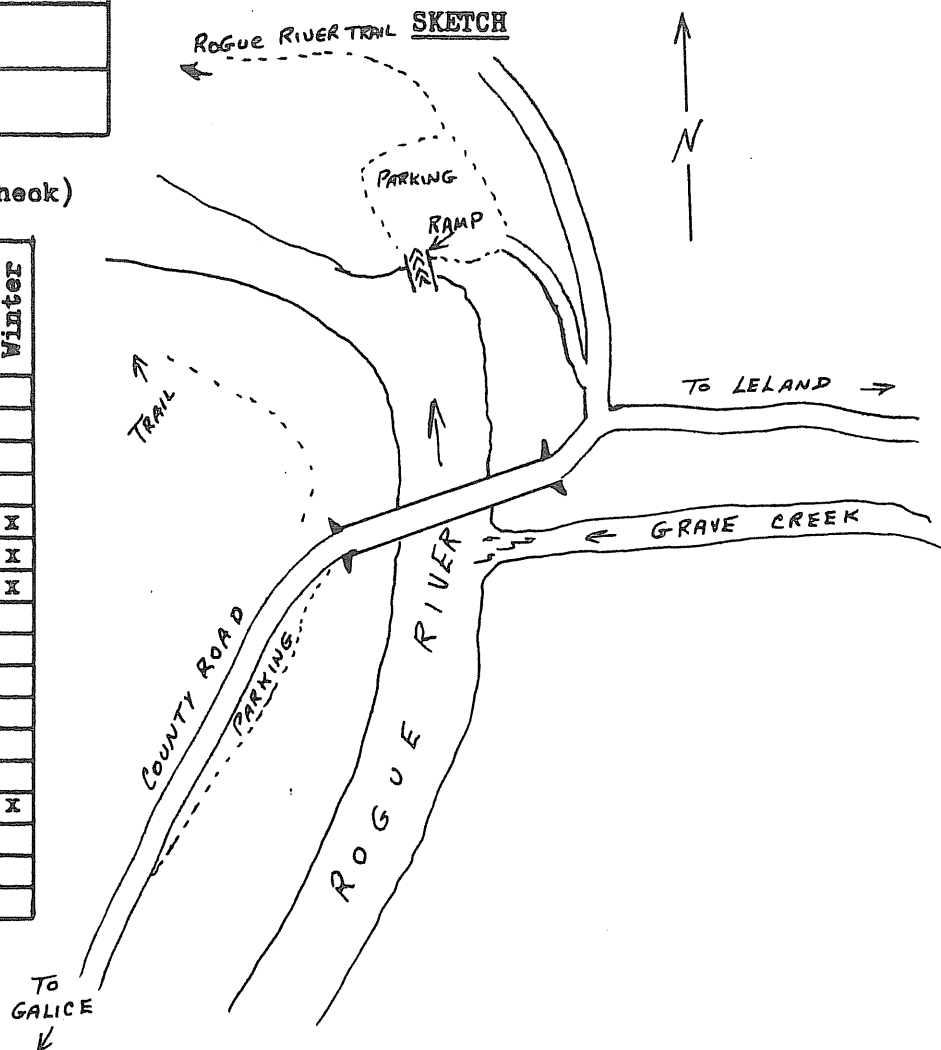 SKETCH
ROGUE RIVER TRAIL
N
PARKING
RAMP
Winter
X
X
X
X
TRAIL
TO LELAND
GRAVE CREEK
ROGUE RIVER
COUNTY ROAD
PARKING
TO
GALICE